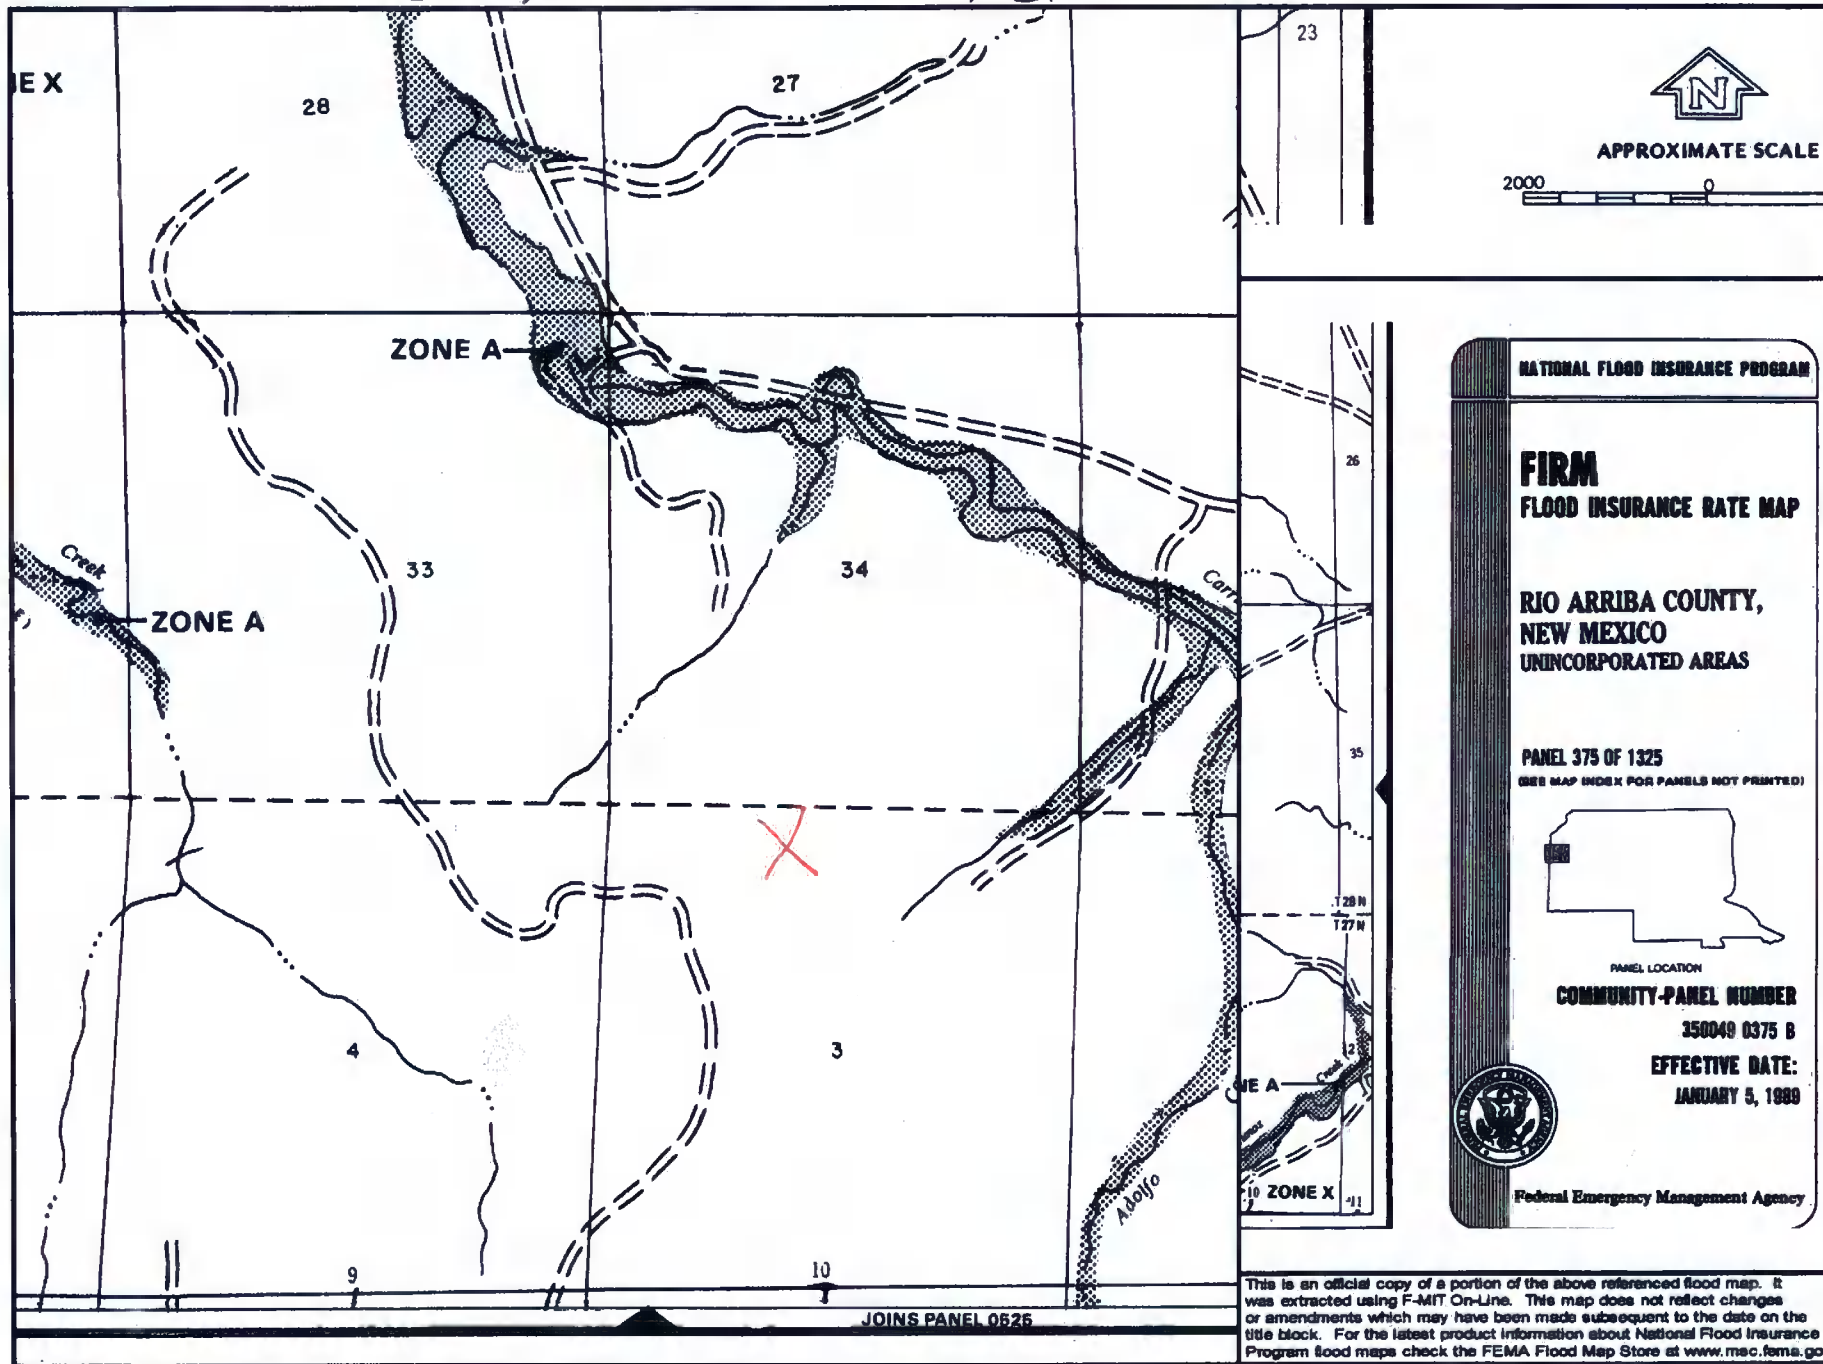 23
27
28
APPROXIMATE SCALE
2000 0
ZONE A
NATIONAL FLOOD INSURANCE PROGRAM
FIRM
FLOOD INSURANCE RATE MAP
26
Creek
33
34
ZONE A
RIO ARRIBA COUNTY,
NEW MEXICO
UNINCORPORATED AREAS
35
PANEL 375 OF 1325
(SEE MAP INDEX FOR PANELS NOT PRINTED)
T28N
T27N
PANEL LOCATION
COMMUNITY-PANEL NUMBER
350049 0375 B
EFFECTIVE DATE:
JANUARY 5, 1989
4
3
Creek
Adolfo
10 ZONE X 11
Federal Emergency Management Agency
9
10
JOINS PANEL 0525
This is an official copy of a portion of the above referenced flood map. It
was extracted using F-MIT On-Line. This map does not reflect changes
or amendments which may have been made subsequent to the date on the
title block. For the latest product information about National Flood Insurance
Program flood maps check the FEMA Flood Map Store at www.msc.fema.gov